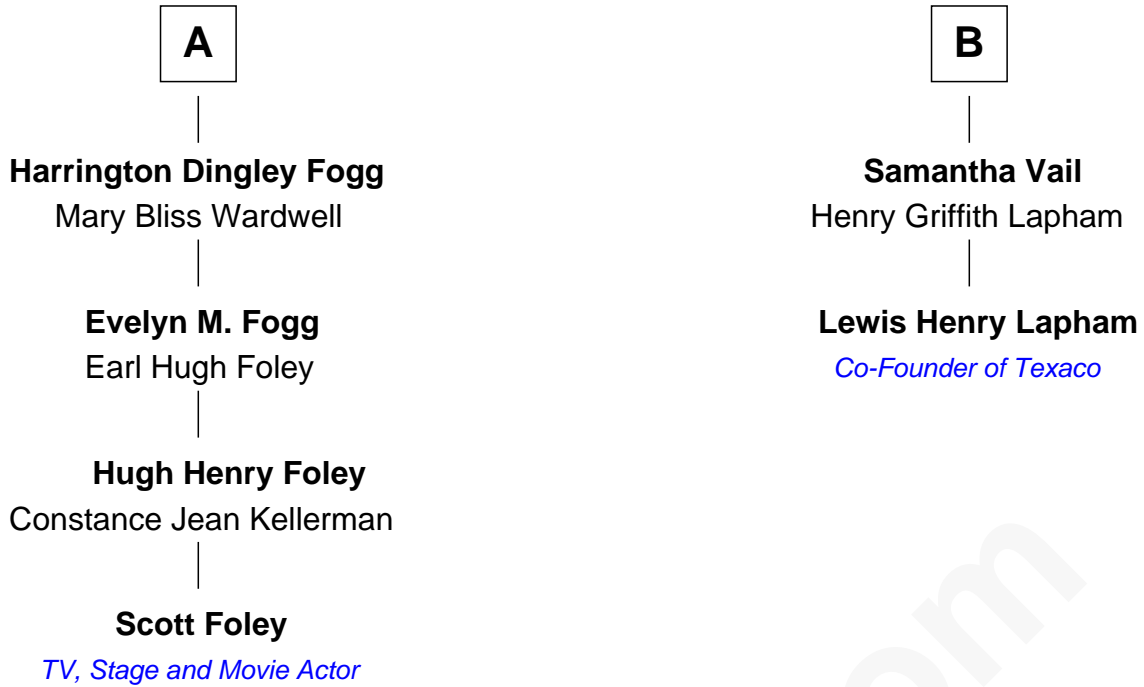 A
Harrington Dingley Fogg
Mary Bliss Wardwell
Evelyn M. Fogg
Earl Hugh Foley
Hugh Henry Foley
Constance Jean Kellerman
Scott Foley
TV, Stage and Movie Actor
B
Samantha Vail
Henry Griffith Lapham
Lewis Henry Lapham
Co-Founder of Texaco
om